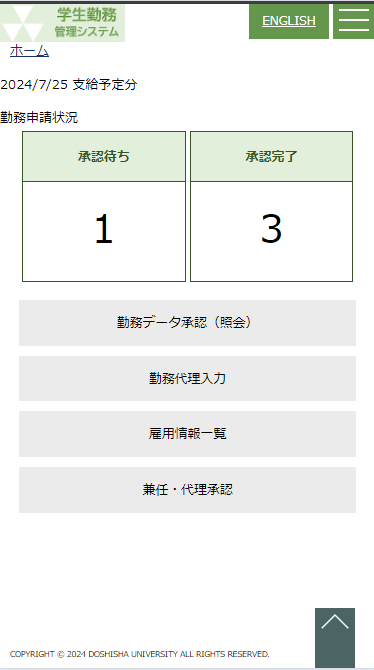 学生勤務
管理システム
ENGLISH
ホーム
2024/7/25 支給予定分
勤務申請状況
承認待ち
承認完了
1
3
勤務データ承認（照会）
勤務代理入力
雇用情報一覧
兼任・代理承認
COPYRIGHT © 2024 DOSHISHA UNIVERSITY ALL RIGHTS RESERVED.